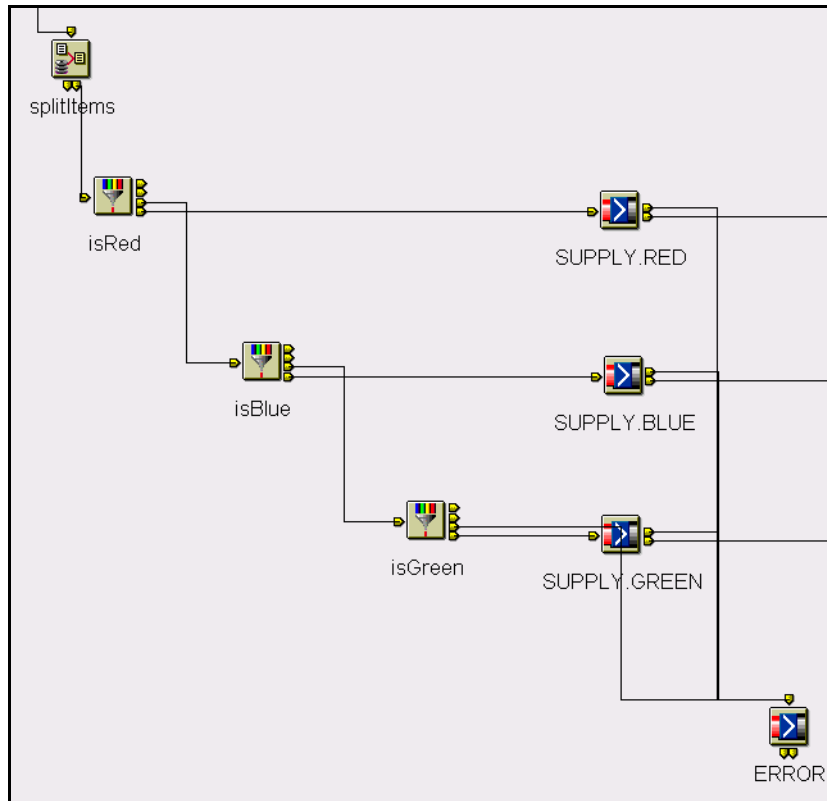 splitItems
isRed
SUPPLY.RED
isBlue
SUPPLY.BLUE
isGreen
SUPPLY.GREEN
ERROR